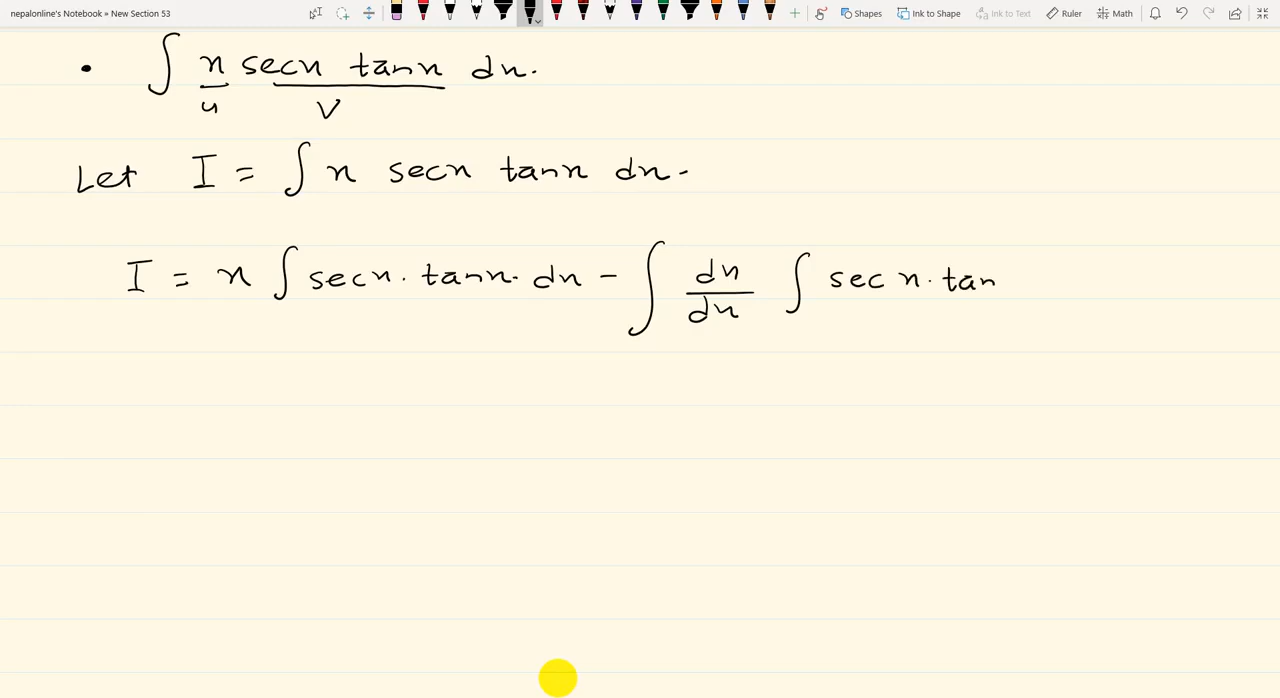 nepalonline's Notebook » New Section 53
Shapes Ink to Shape Ink to Text Ruler Math
• ∫ x secx tanx dx.
u v
Let I = ∫ x secx tanx dx.
I = x ∫ secx. tanx. dx - ∫ dx/dx ∫ sec x. tan